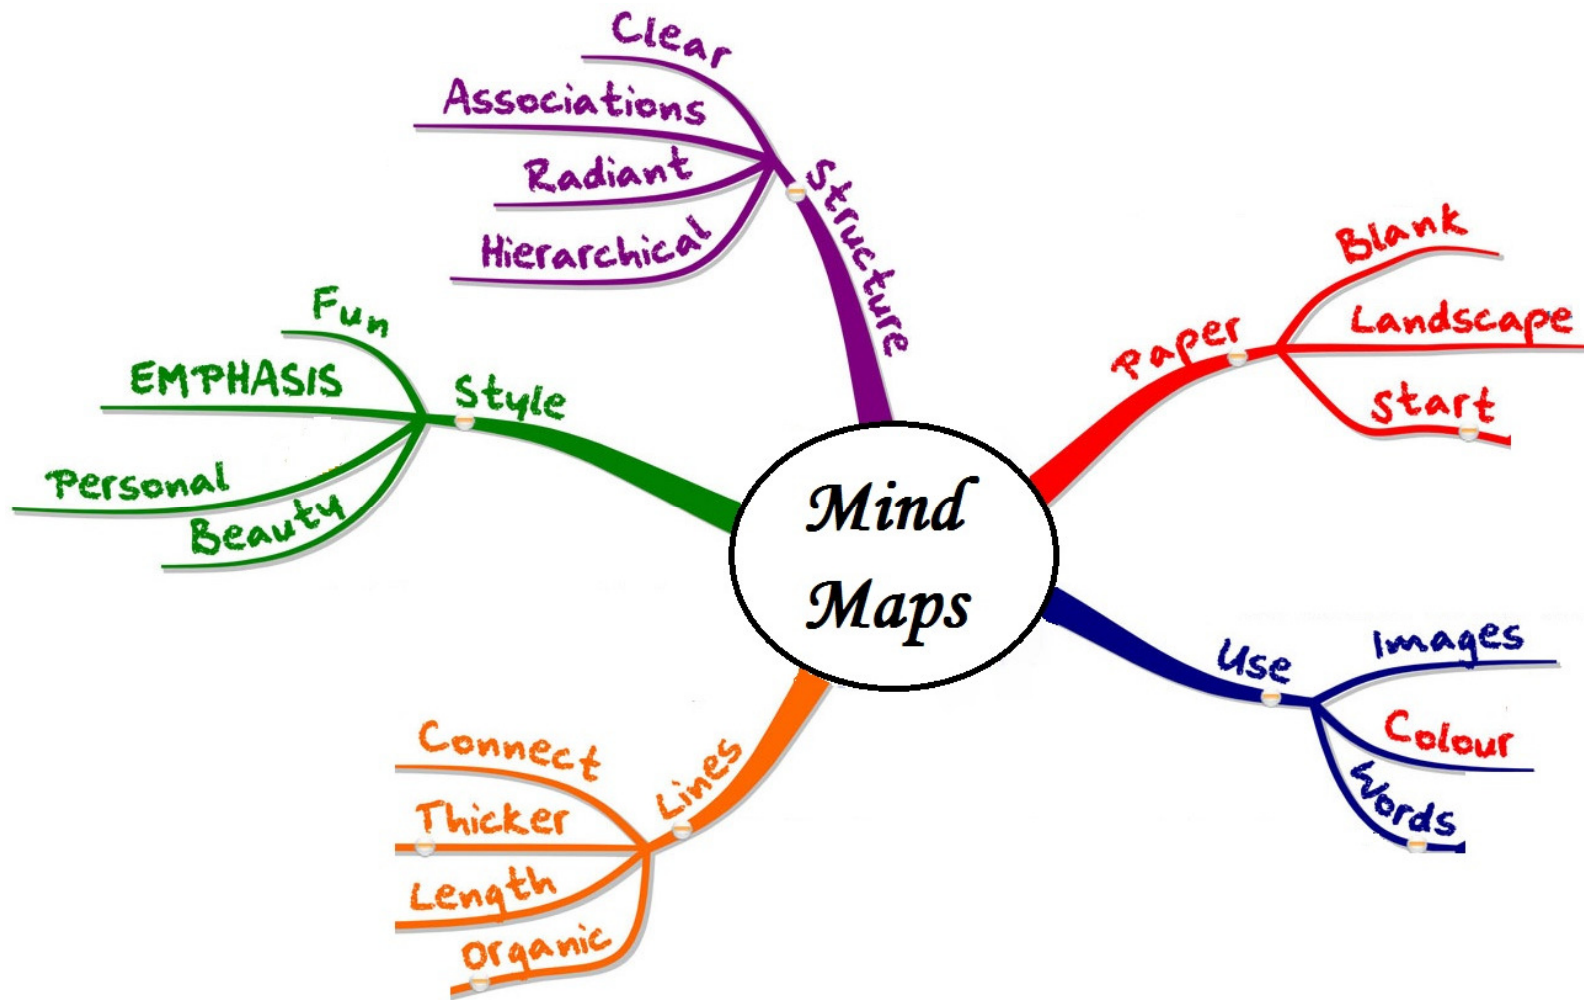 Mind
Maps
Paper
Blank
Landscape
Start
Use
Images
Colour
Words
Lines
Connect
Thicker
Length
Organic
Style
Fun
EMPHASIS
Personal
Beauty
Structure
Clear
Associations
Radiant
Hierarchical